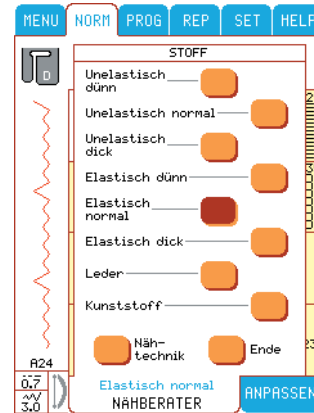 MENU NORM PROG REP SET HELP
STOFF
D
Unelastisch
dünn
Unelastisch normal
Unelastisch
dick
Elastisch dünn
Elastisch
normal
Elastisch dick
Leder
Kunststoff
Näh-
technik
Ende
A24
0.7
3.0
Elastisch normal
NÄHBERATER
ANPASSEN